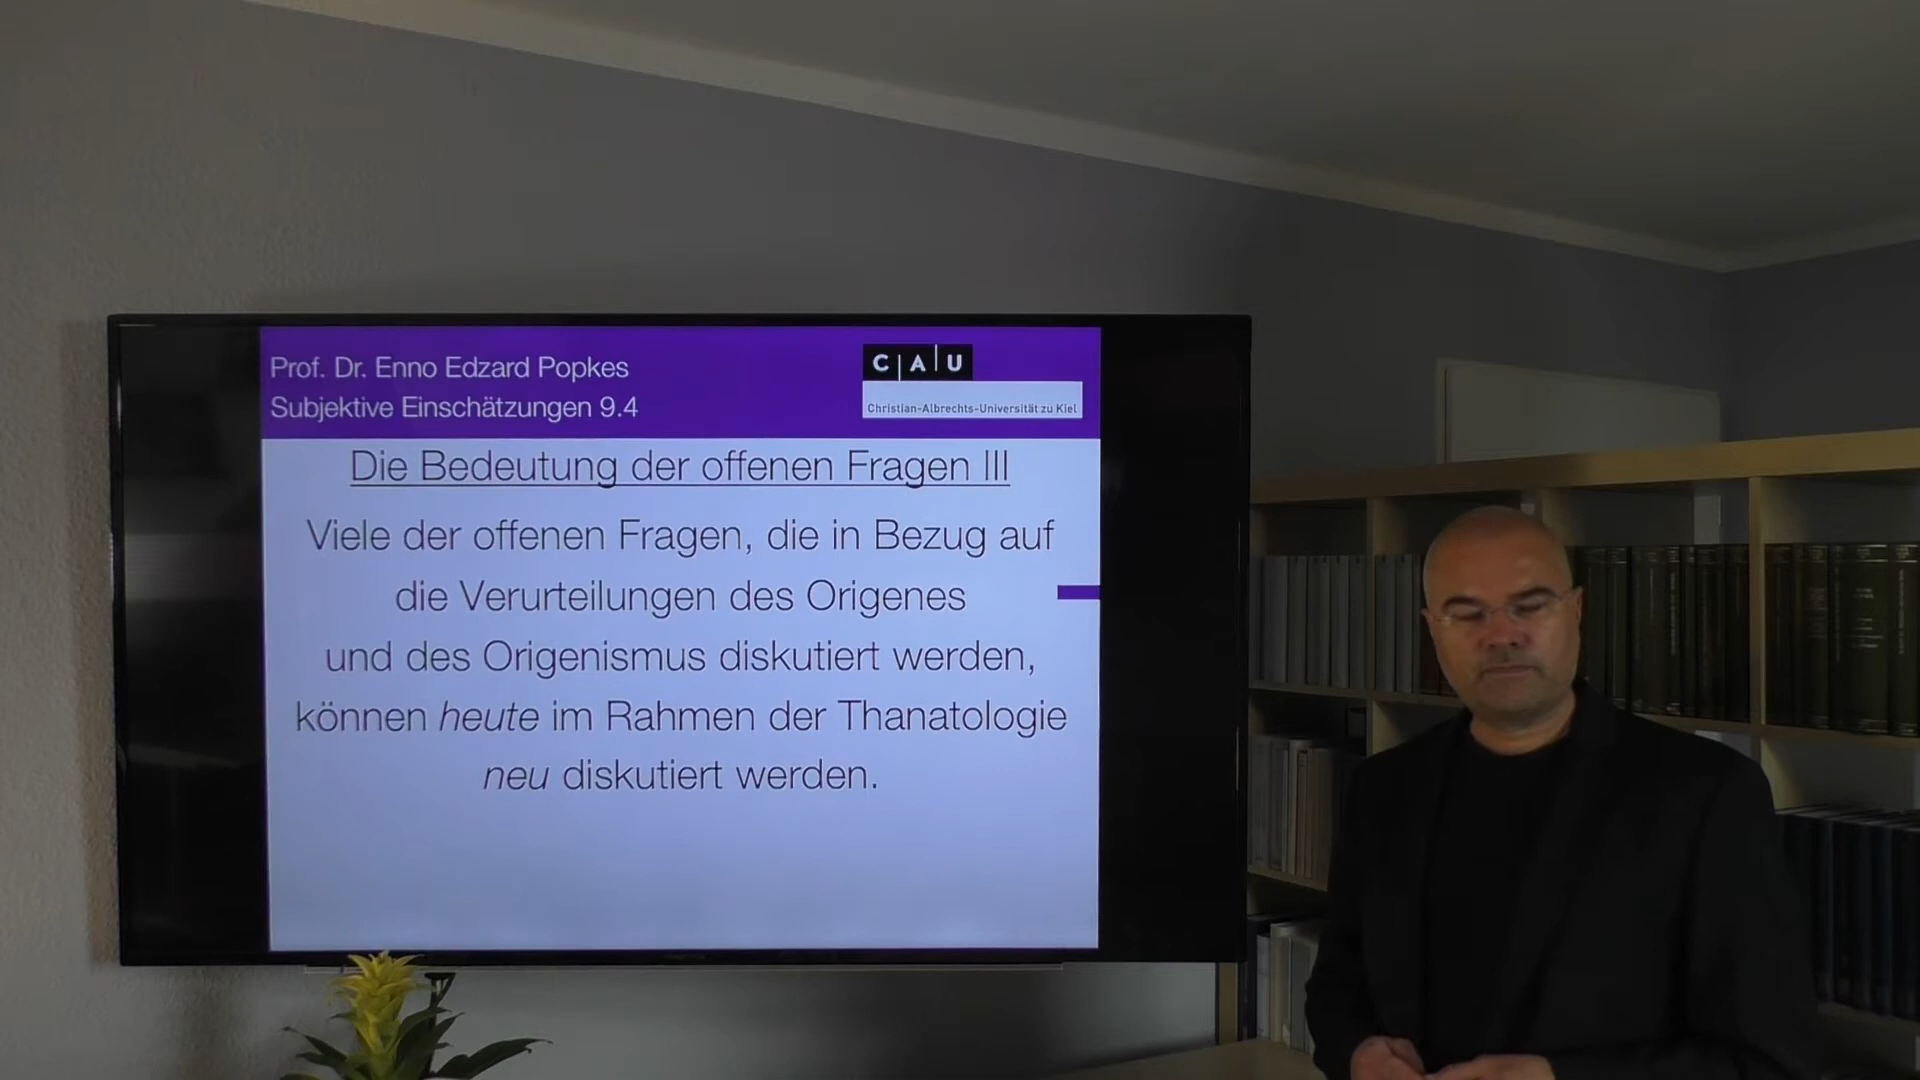 Prof. Dr. Enno Edzard Popkes
Subjektive Einschätzungen 9.4
C A U
Christian-Albrechts-Universität zu Kiel
Die Bedeutung der offenen Fragen III
Viele der offenen Fragen, die in Bezug auf
die Verurteilungen des Origenes
und des Origenismus diskutiert werden,
können heute im Rahmen der Thanatologie
neu diskutiert werden.